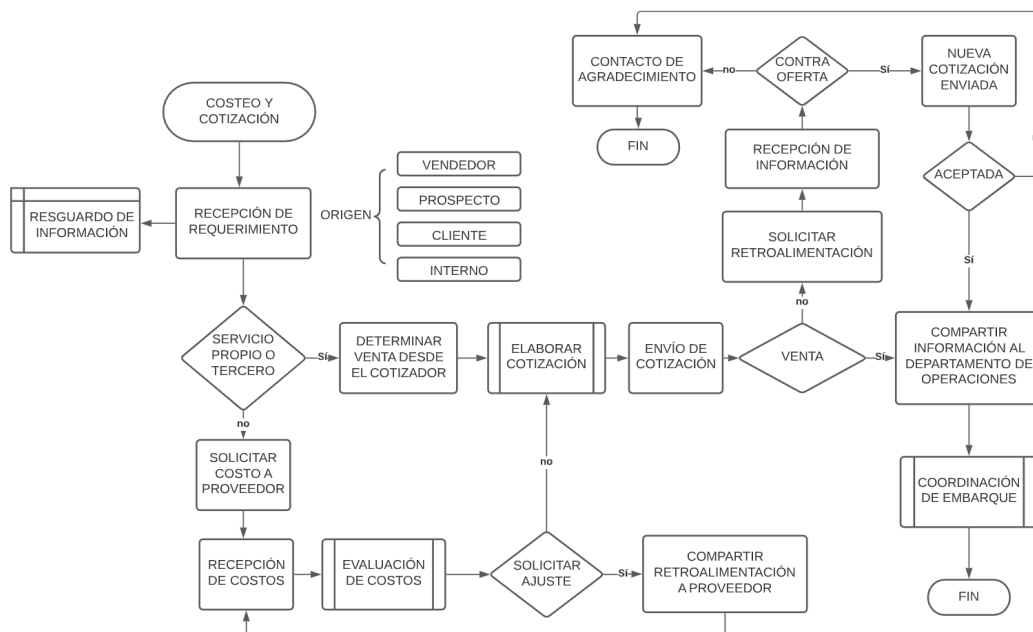 COSTEO Y
COTIZACIÓN
RESGUARDO DE
INFORMACIÓN
RECEPCIÓN DE
REQUERIMIENTO
ORIGEN
VENDEDOR
PROSPECTO
CLIENTE
INTERNO
SERVICIO
PROPIO O
TERCERO
Sí
DETERMINAR
VENTA DESDE
EL COTIZADOR
ELABORAR
COTIZACIÓN
ENVÍO DE
COTIZACIÓN
VENTA
Sí
no
SOLICITAR
RETROALIMENTACIÓN
RECEPCIÓN DE
INFORMACIÓN
CONTRA
OFERTA
no
CONTACTO DE
AGRADECIMIENTO
FIN
Sí
NUEVA
COTIZACIÓN
ENVIADA
ACEPTADA
Sí
COMPARTIR
INFORMACIÓN AL
DEPARTAMENTO DE
OPERACIONES
COORDINACIÓN
DE EMBARQUE
FIN
no
SOLICITAR
COSTO A
PROVEEDOR
RECEPCIÓN
DE COSTOS
EVALUACIÓN
DE COSTOS
SOLICITAR
AJUSTE
no
Sí
COMPARTIR
RETROALIMENTACIÓN
A PROVEEDOR